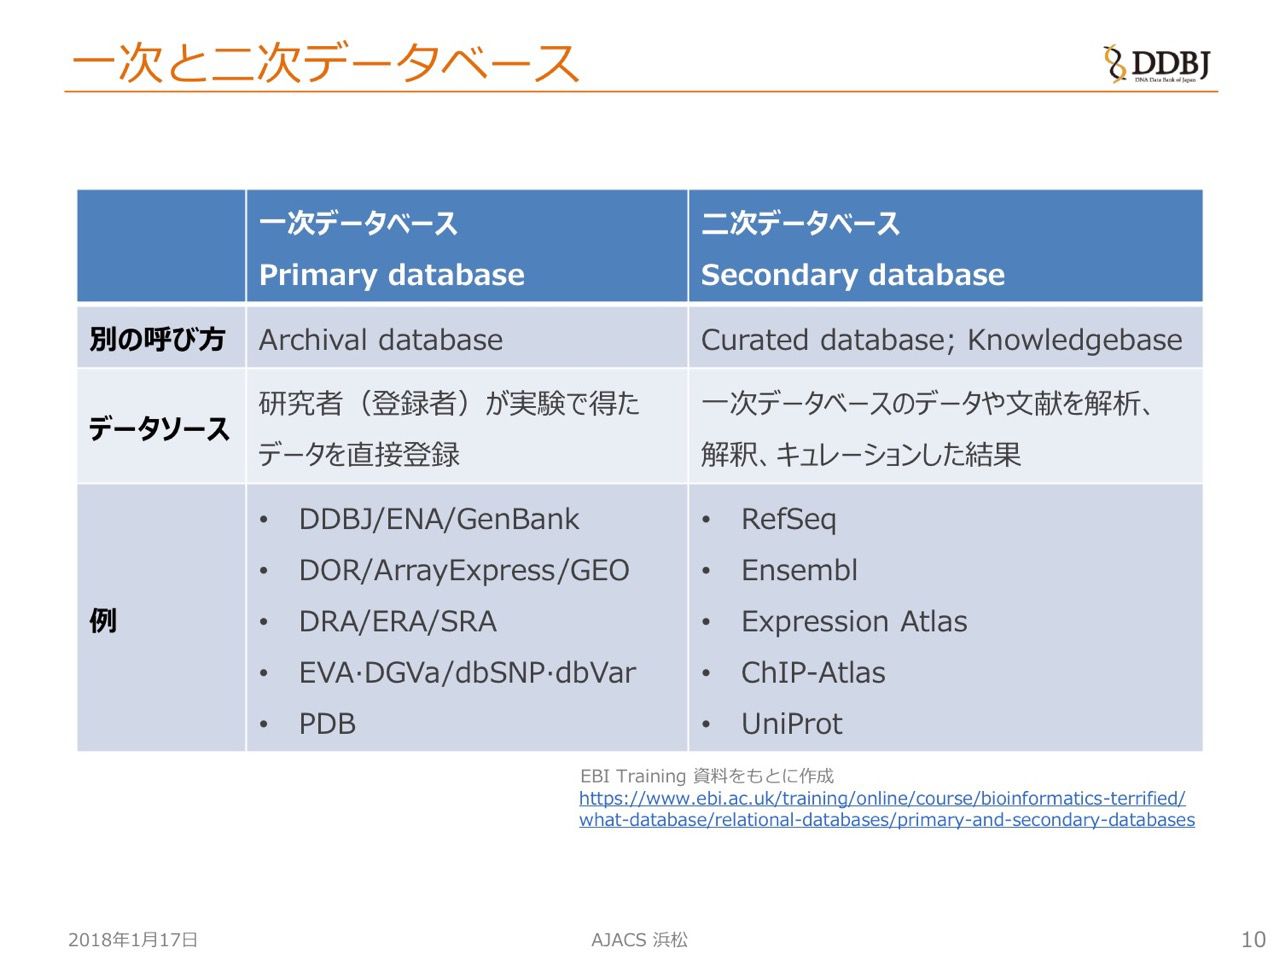 一次と二次データベース
DDBJ
DNA Data Bank of Japan
一次データベース
Primary database
二次データベース
Secondary database
別の呼び方
Archival database
Curated database; Knowledgebase
データソース
研究者（登録者）が実験で得た
データを直接登録
一次データベースのデータや文献を解析、
解釈、キュレーションした結果
例
• DDBJ/ENA/GenBank
• DOR/ArrayExpress/GEO
• DRA/ERA/SRA
• EVA·DGVa/dbSNP·dbVar
• PDB
• RefSeq
• Ensembl
• Expression Atlas
• ChIP-Atlas
• UniProt
EBI Training 資料をもとに作成
https://www.ebi.ac.uk/training/online/course/bioinformatics-terrified/
what-database/relational-databases/primary-and-secondary-databases
2018年1月17日
AJACS 浜松
10